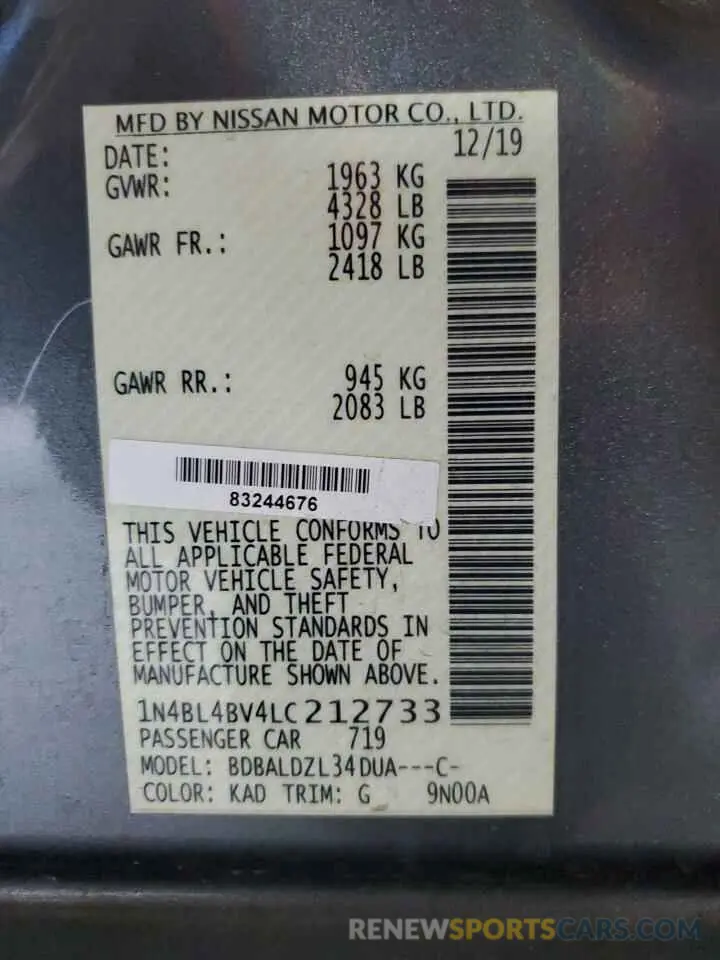 MFD BY NISSAN MOTOR CO., LTD.
DATE: 12/19
GVWR: 1963 KG
4328 LB
GAWR FR.: 1097 KG
2418 LB
GAWR RR.: 945 KG
2083 LB
83244676
THIS VEHICLE CONFORMS TO
ALL APPLICABLE FEDERAL
MOTOR VEHICLE SAFETY,
BUMPER, AND THEFT
PREVENTION STANDARDS IN
EFFECT ON THE DATE OF
MANUFACTURE SHOWN ABOVE.
1N4BL4BV4LC212733
PASSENGER CAR 719
MODEL: BDBALDZL34DUA---C-
COLOR: KAD TRIM: G 9N00A
RENEWSPORTSCARS.COM